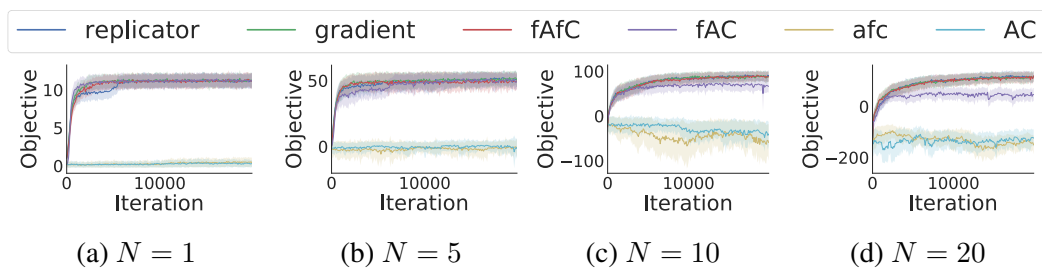 replicator gradient fAfC fAC afc AC
Objective
10
5
0
0 10000
Iteration
(a) N = 1
Objective
50
0
0 10000
Iteration
(b) N = 5
Objective
100
0
−100
0 10000
Iteration
(c) N = 10
Objective
0
−200
0 10000
Iteration
(d) N = 20